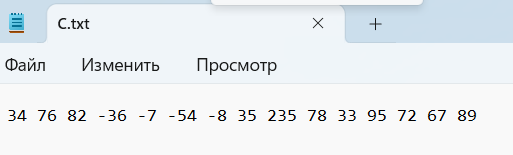 C.txt
Файл Изменить Просмотр
34 76 82 -36 -7 -54 -8 35 235 78 33 95 72 67 89